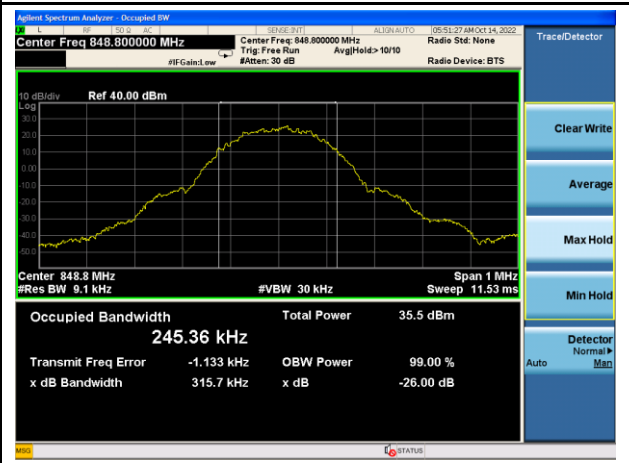 Agilent Spectrum Analyzer - Occupied BW
L RF 50 Ω AC SENSE:INT ALIGN AUTO 05:51:27 AM Oct 14, 2022
Center Freq 848.800000 MHz
Center Freq: 848.800000 MHz
Radio Std: None
Trig: Free Run Avg|Hold:> 10/10
#IFGain:Low
#Atten: 30 dB
Radio Device: BTS
Trace/Detector
10 dB/div Ref 40.00 dBm
Log
30.0
20.0
10.0
0.00
-10.0
-20.0
-30.0
-40.0
-50.0
Center 848.8 MHz Span 1 MHz
#Res BW 9.1 kHz #VBW 30 kHz Sweep 11.53 ms
Occupied Bandwidth Total Power 35.5 dBm
245.36 kHz
Transmit Freq Error -1.133 kHz OBW Power 99.00 %
x dB Bandwidth 315.7 kHz x dB -26.00 dB
Clear Write
Average
Max Hold
Min Hold
Detector
Normal▶
Auto Man
MSG STATUS